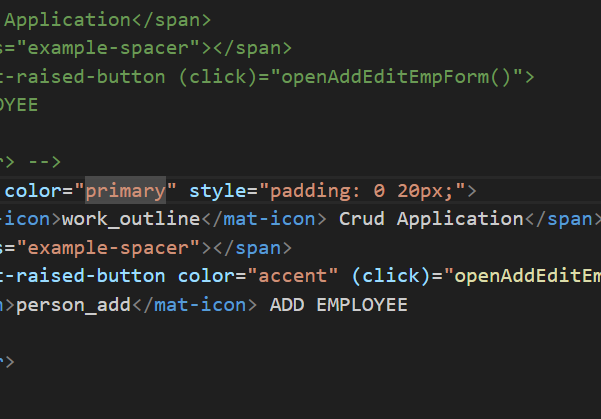 Application</span>
s="example-spacer"></span>
t-raised-button (click)="openAddEditEmpForm()">
OYEE
r> -->
color="primary" style="padding: 0 20px;">
-icon>work_outline</mat-icon> Crud Application</span>
s="example-spacer"></span>
t-raised-button color="accent" (click)="openAddEditEm
n>person_add</mat-icon> ADD EMPLOYEE
r>